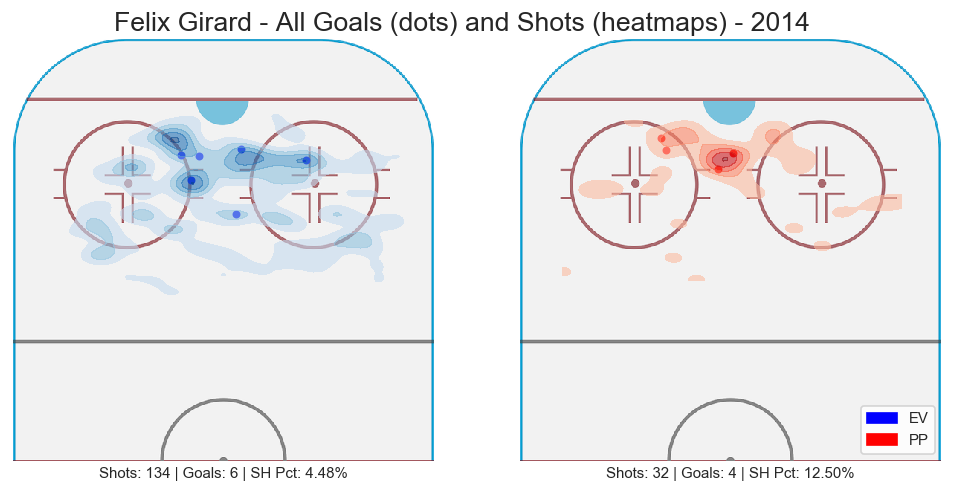 Felix Girard - All Goals (dots) and Shots (heatmaps) - 2014
EV
PP
Shots: 134 | Goals: 6 | SH Pct: 4.48%
Shots: 32 | Goals: 4 | SH Pct: 12.50%